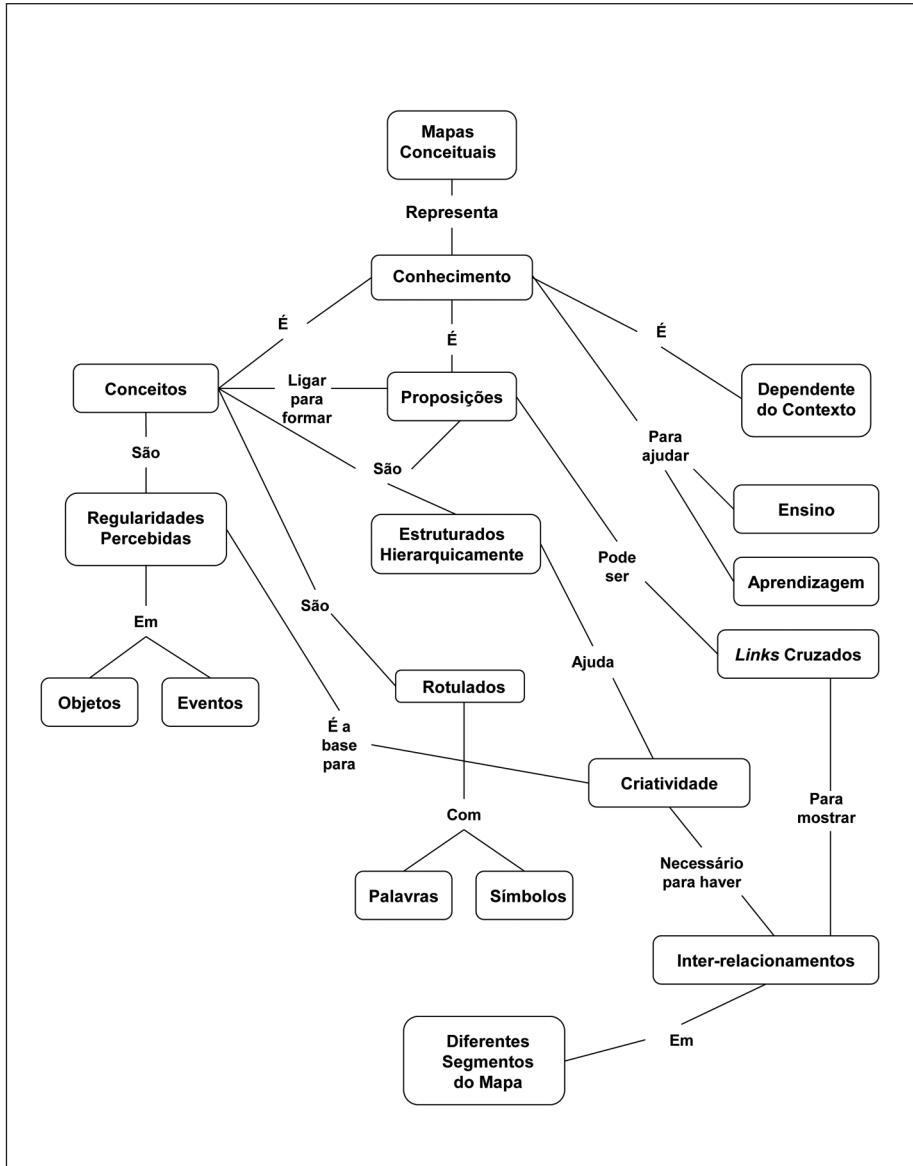 Mapas
Conceituais
Representa
Conhecimento
É
É
É
Conceitos
Ligar
para
formar
Proposições
Dependente
do Contexto
São
São
Para
ajudar
Regularidades
Percebidas
Estruturados
Hierarquicamente
Ensino
Pode
ser
Aprendizagem
Em
São
Ajuda
Links Cruzados
Objetos
Eventos
Rotulados
É a
base
para
Criatividade
Com
Para
mostrar
Palavras
Símbolos
Necessário
para haver
Inter-relacionamentos
Diferentes
Segmentos
do Mapa
Em